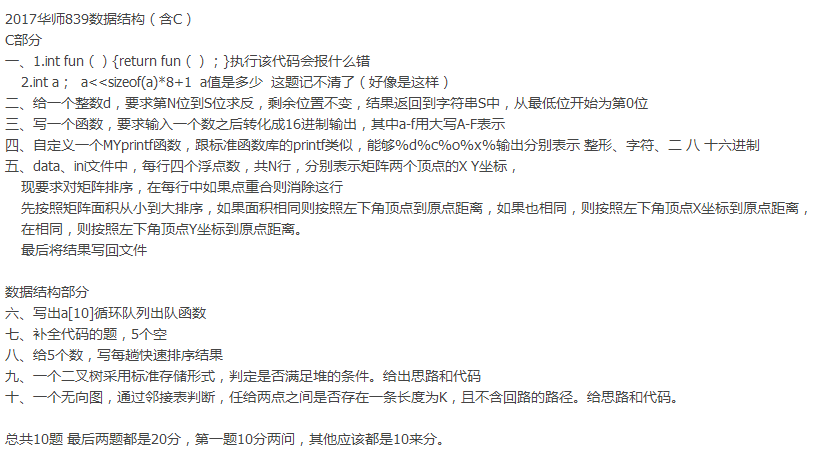 2017华师839数据结构（含C）
C部分
一、1.int fun（ ）{return fun（ ）；}执行该代码会报什么错
2.int a； a<<sizeof(a)*8+1 a值是多少 这题记不清了（好像是这样）
二、给一个整数d，要求第N位到S位求反，剩余位置不变，结果返回到字符串S中，从最低位开始为第0位
三、写一个函数，要求输入一个数之后转化成16进制输出，其中a-f用大写A-F表示
四、自定义一个MYprintf函数，跟标准函数库的printf类似，能够%d%c%o%x%输出分别表示 整形、字符、二 八 十六进制
五、data、ini文件中，每行四个浮点数，共N行，分别表示矩阵两个顶点的X Y坐标，
现要求对矩阵排序，在每行中如果点重合则消除这行
先按照矩阵面积从小到大排序，如果面积相同则按照左下角顶点到原点距离，如果也相同，则按照左下角顶点X坐标到原点距离，
在相同，则按照左下角顶点Y坐标到原点距离。
最后将结果写回文件
数据结构部分
六、写出a[10]循环队列出队函数
七、补全代码的题，5个空
八、给5个数，写每趟快速排序结果
九、一个二叉树采用标准存储形式，判定是否满足堆的条件。给出思路和代码
十、一个无向图，通过邻接表判断，任给两点之间是否存在一条长度为K，且不含回路的路径。给思路和代码。
总共10题 最后两题都是20分，第一题10分两问，其他应该都是10来分。